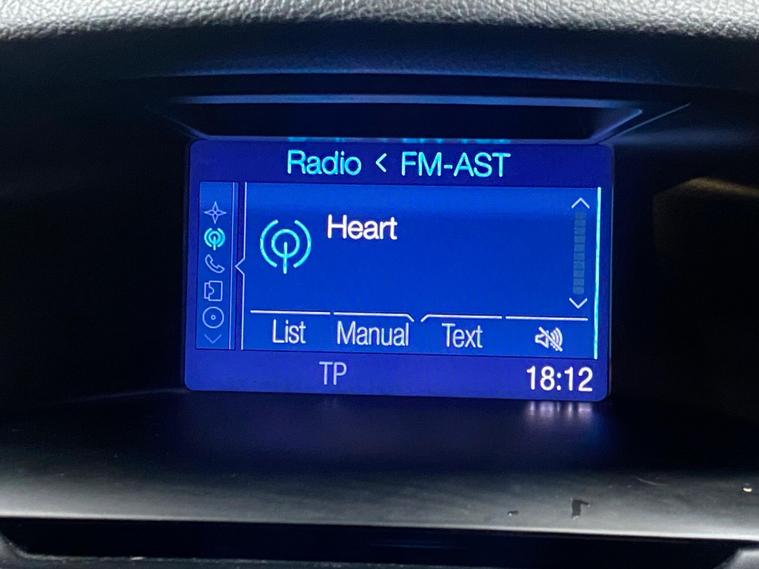 Radio < FM-AST
Heart
List Manual Text
TP 18:12